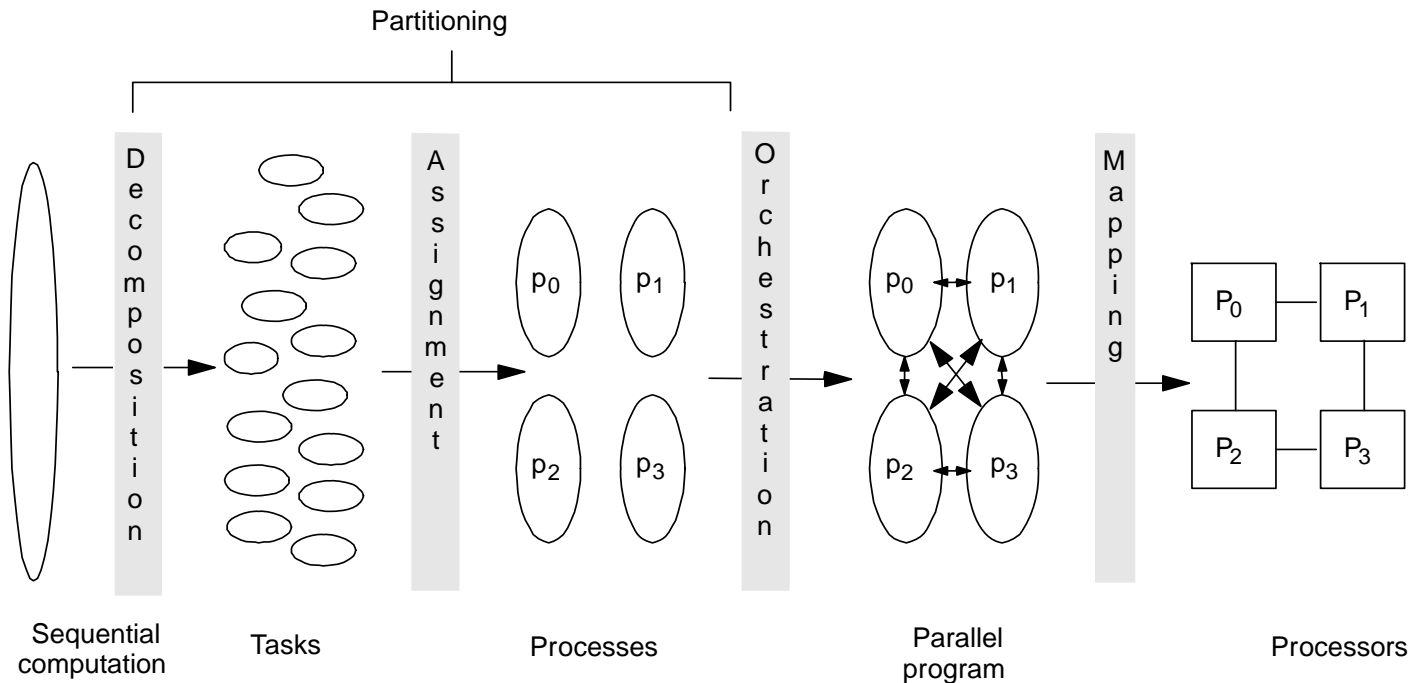 Partitioning
Decomposition
Assignment
Orchestration
Mapping
p0
p1
p2
p3
p0
p1
p2
p3
P0
P1
P2
P3
Sequential
computation
Tasks
Processes
Parallel
program
Processors